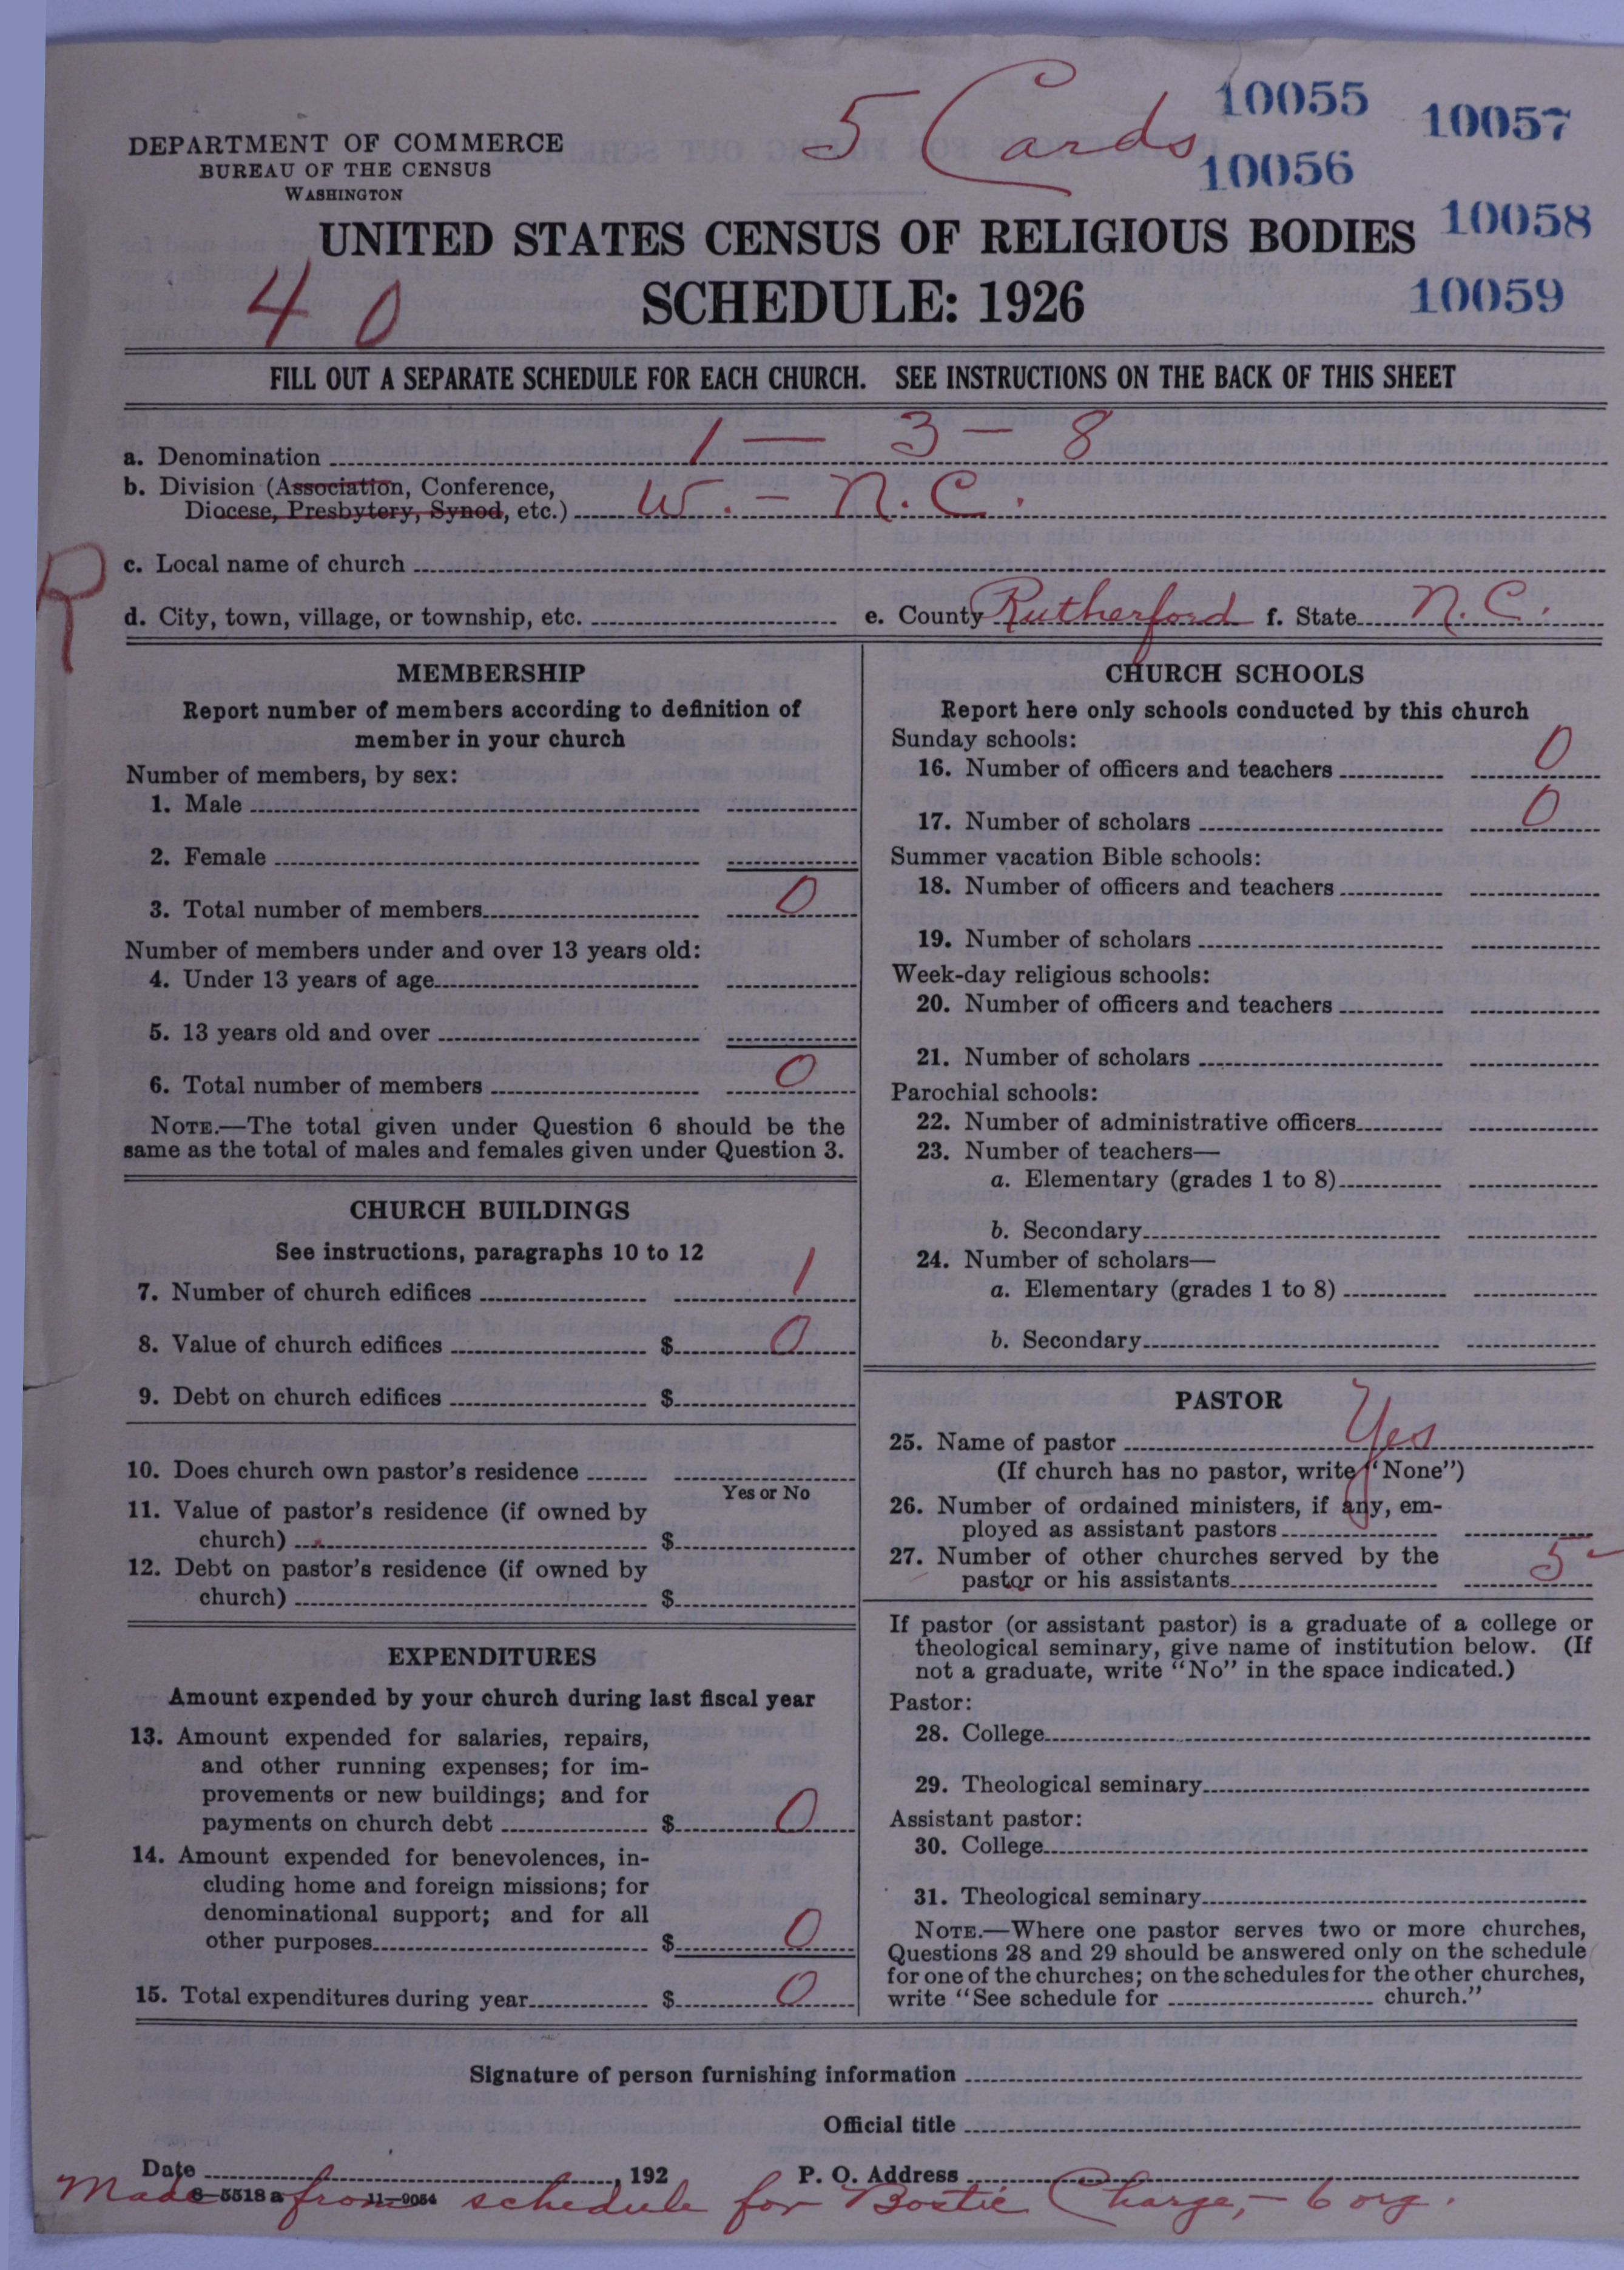 5 Cards
10055
10057
10056
10058
10059
DEPARTMENT OF COMMERCE
BUREAU OF THE CENSUS
WASHINGTON
UNITED STATES CENSUS OF RELIGIOUS BODIES
40
SCHEDULE: 1926
FILL OUT A SEPARATE SCHEDULE FOR EACH CHURCH. SEE INSTRUCTIONS ON THE BACK OF THIS SHEET
a. Denomination 1 — 3 — 8
b. Division (Association, Conference,
Diocese, Presbytery, Synod, etc.) W. - N.C.
R
c. Local name of church
d. City, town, village, or township, etc. e. County Rutherford f. State N.C.
MEMBERSHIP
Report number of members according to definition of
member in your church
Number of members, by sex:
1. Male
2. Female
3. Total number of members 0
Number of members under and over 13 years old:
4. Under 13 years of age
5. 13 years old and over
6. Total number of members 0
NOTE.—The total given under Question 6 should be the
same as the total of males and females given under Question 3.
CHURCH BUILDINGS
See instructions, paragraphs 10 to 12
7. Number of church edifices 1
8. Value of church edifices $ 0
9. Debt on church edifices $
10. Does church own pastor's residence
Yes or No
11. Value of pastor's residence (if owned by
church) $
12. Debt on pastor's residence (if owned by
church) $
EXPENDITURES
Amount expended by your church during last fiscal year
13. Amount expended for salaries, repairs,
and other running expenses; for im-
provements or new buildings; and for
payments on church debt $ 0
14. Amount expended for benevolences, in-
cluding home and foreign missions; for
denominational support; and for all
other purposes $ 0
15. Total expenditures during year $ 0
CHURCH SCHOOLS
Report here only schools conducted by this church
Sunday schools:
16. Number of officers and teachers 0
17. Number of scholars 0
Summer vacation Bible schools:
18. Number of officers and teachers
19. Number of scholars
Week-day religious schools:
20. Number of officers and teachers
21. Number of scholars
Parochial schools:
22. Number of administrative officers
23. Number of teachers—
a. Elementary (grades 1 to 8)
b. Secondary
24. Number of scholars—
a. Elementary (grades 1 to 8)
b. Secondary
PASTOR
25. Name of pastor Yes
(If church has no pastor, write "None")
26. Number of ordained ministers, if any, em-
ployed as assistant pastors
27. Number of other churches served by the
pastor or his assistants 5
If pastor (or assistant pastor) is a graduate of a college or
theological seminary, give name of institution below. (If
not a graduate, write "No" in the space indicated.)
Pastor:
28. College
29. Theological seminary
Assistant pastor:
30. College
31. Theological seminary
NOTE.—Where one pastor serves two or more churches,
Questions 28 and 29 should be answered only on the schedule
for one of the churches; on the schedules for the other churches,
write "See schedule for church."
Signature of person furnishing information
Official title
Date , 192 P. O. Address
8—5518a 11—9054
Made from schedule for Bostic Charge, - 6 org.